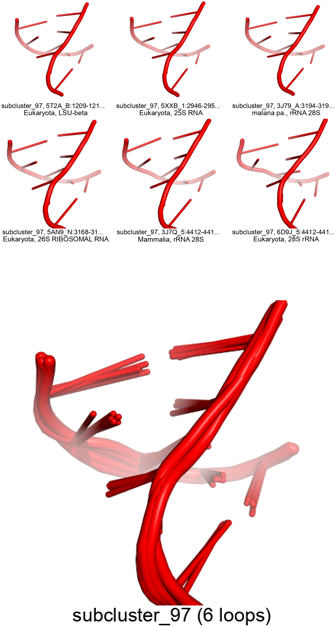 subcluster_97, 5T2A_B:1209-121... subcluster_97, 5XXB_1:2946-295... subcluster_97, 3J79_A:3194-319...
Eukaryota, LSU-beta Eukaryota, 25S RNA malaria pa., rRNA 28S
subcluster_97, 5AN9_N:3168-31... subcluster_97, 3J7Q_5:4412-441... subcluster_97, 6D9J_5:4412-441...
Eukaryota, 26S RIBOSOMAL RNA Mammalia, rRNA 28S Eukaryota, 28S rRNA
subcluster_97 (6 loops)